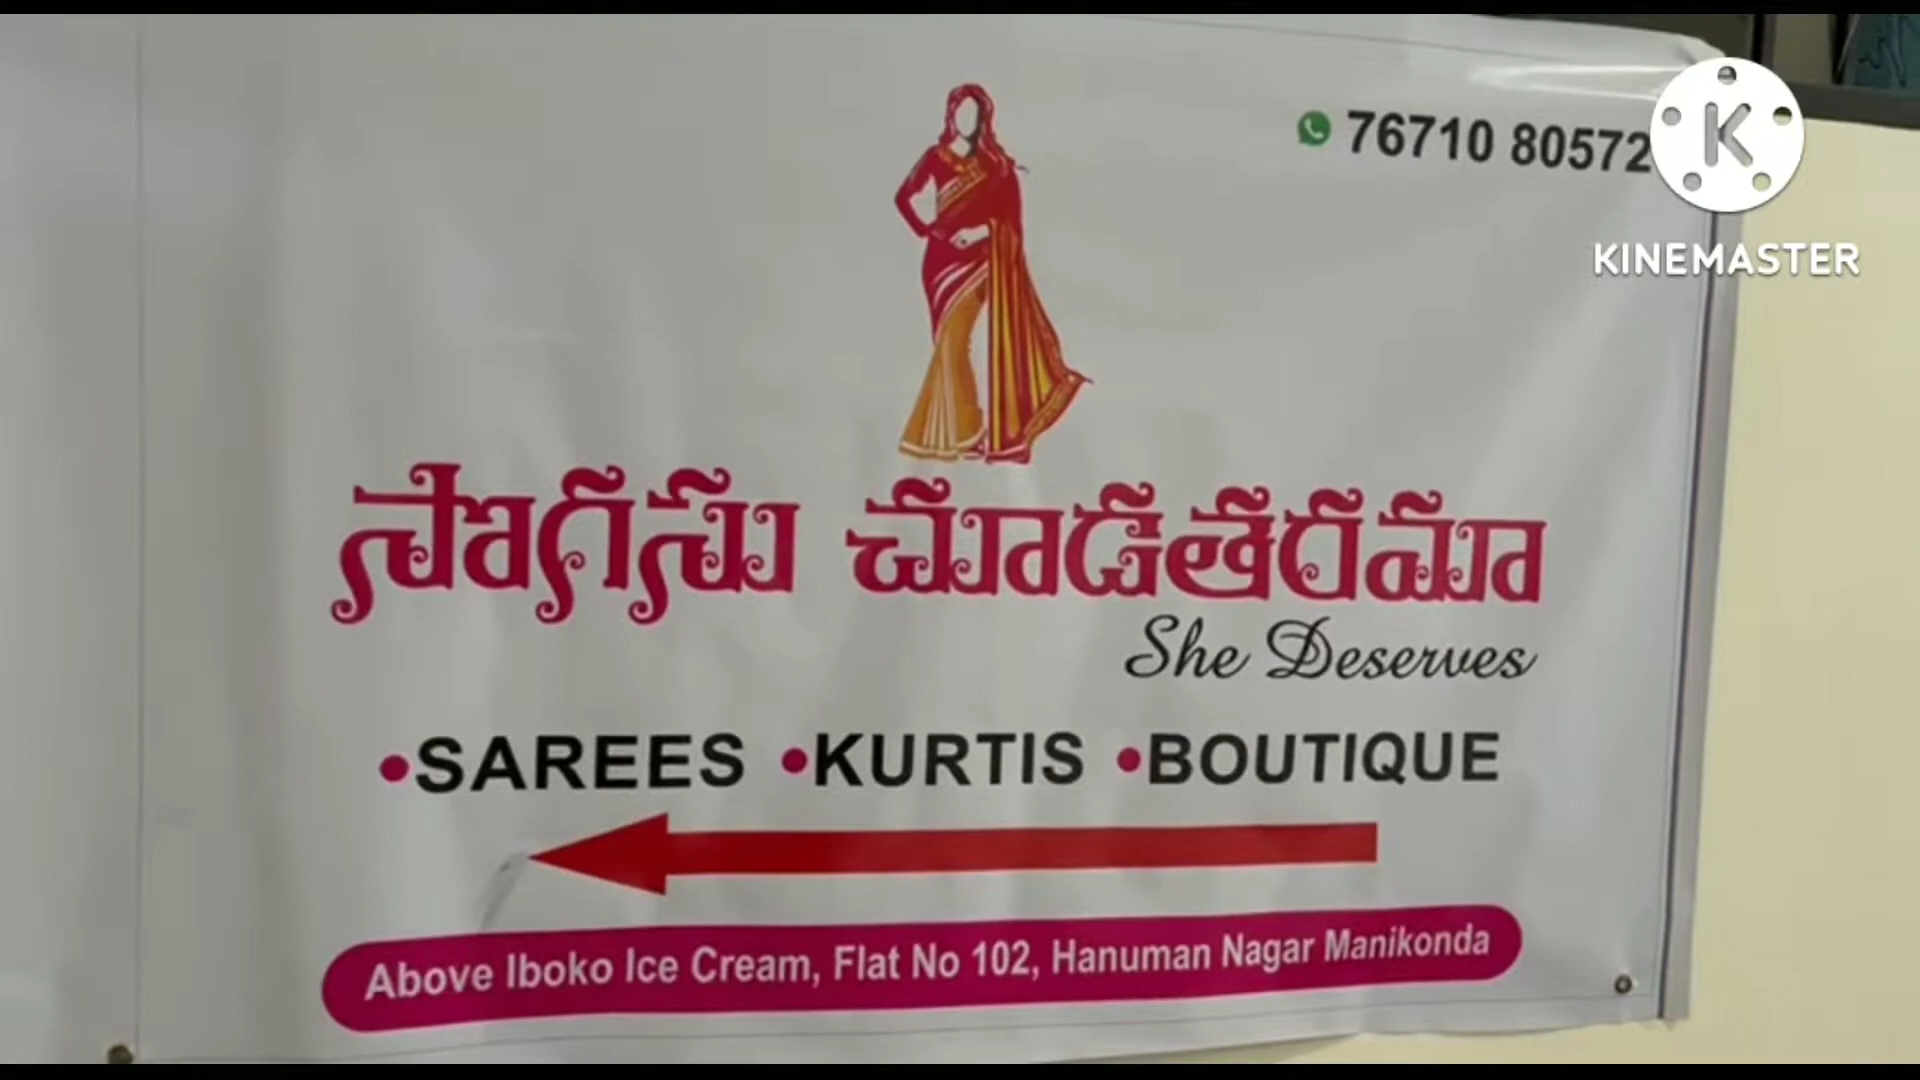 76710 80572
K
KINEMASTER
సొగసు చూడతరమా
She Deserves
•SAREES •KURTIS •BOUTIQUE
Above Iboko Ice Cream, Flat No 102, Hanuman Nagar Manikonda